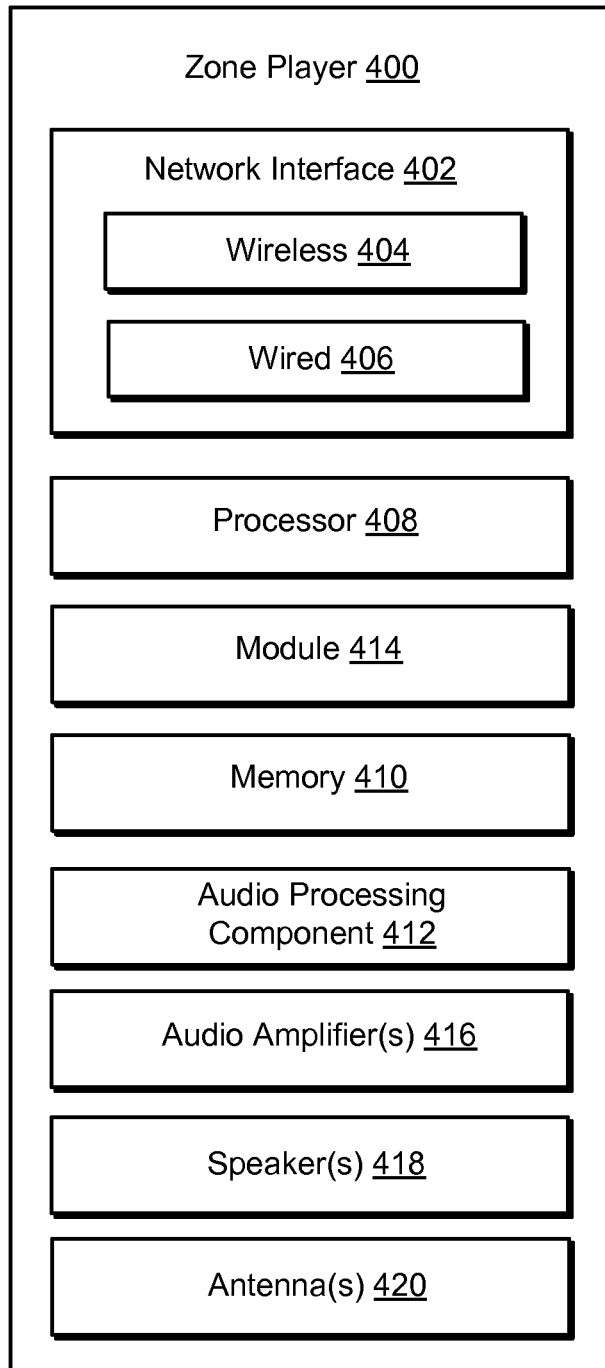 Zone Player 400
Network Interface 402
Wireless 404
Wired 406
Processor 408
Module 414
Memory 410
Audio Processing
Component 412
Audio Amplifier(s) 416
Speaker(s) 418
Antenna(s) 420